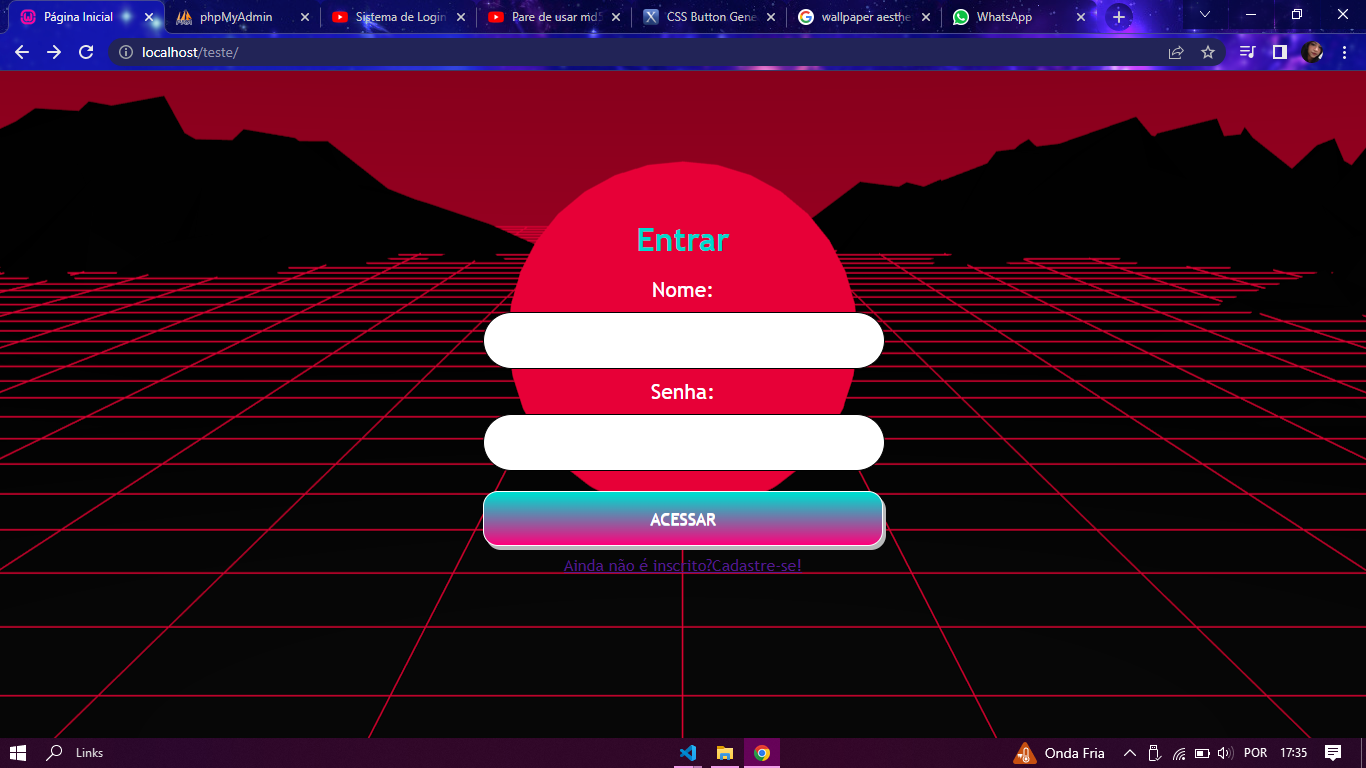 Página Inicial
phpMyAdmin
Sistema de Login
Pare de usar md5
CSS Button Gene
wallpaper aesthe
WhatsApp
localhost/teste/
Entrar
Nome:
Senha:
ACESSAR
Ainda não é inscrito?Cadastre-se!
Links
Onda Fria
POR
17:35